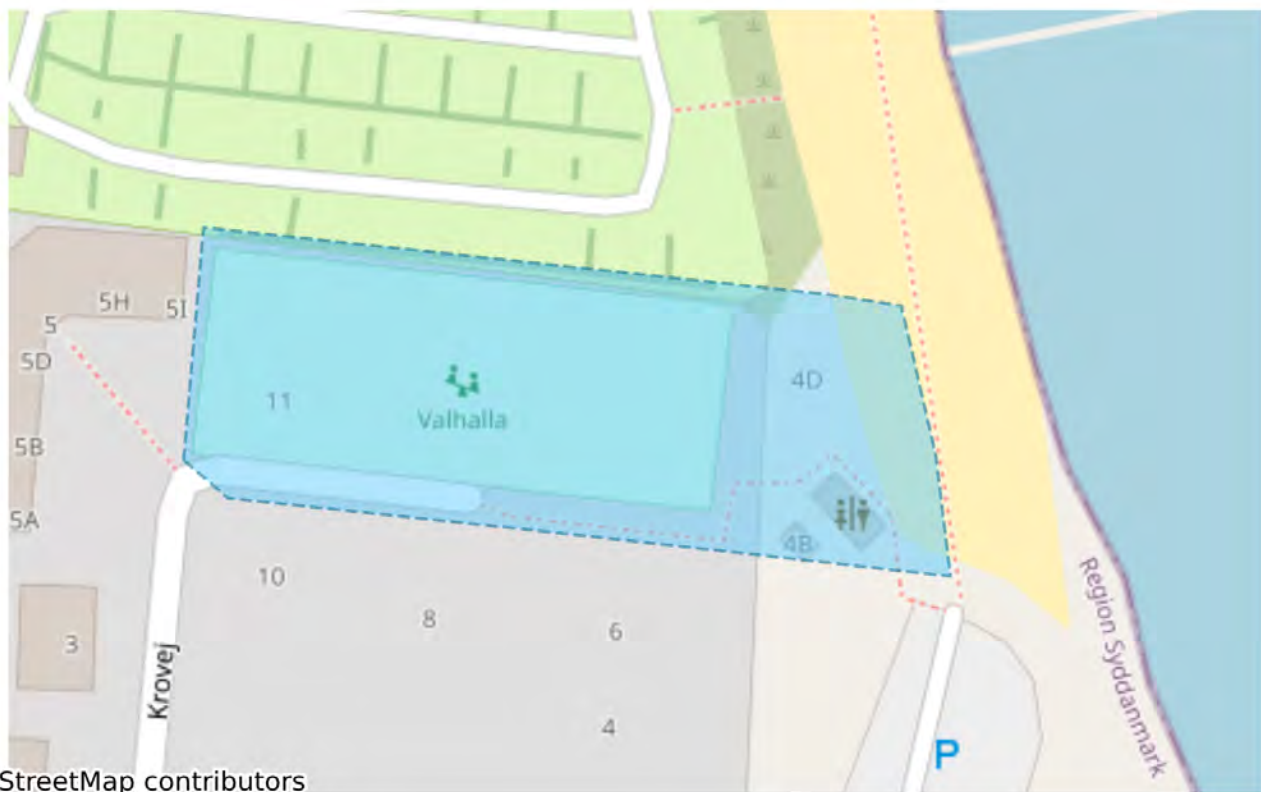 5H
5I
5
5D
4D
11
Valhalla
5B
5A
4B
10
8
6
3
4
Krovej
Region Syddanmark
P
StreetMap contributors